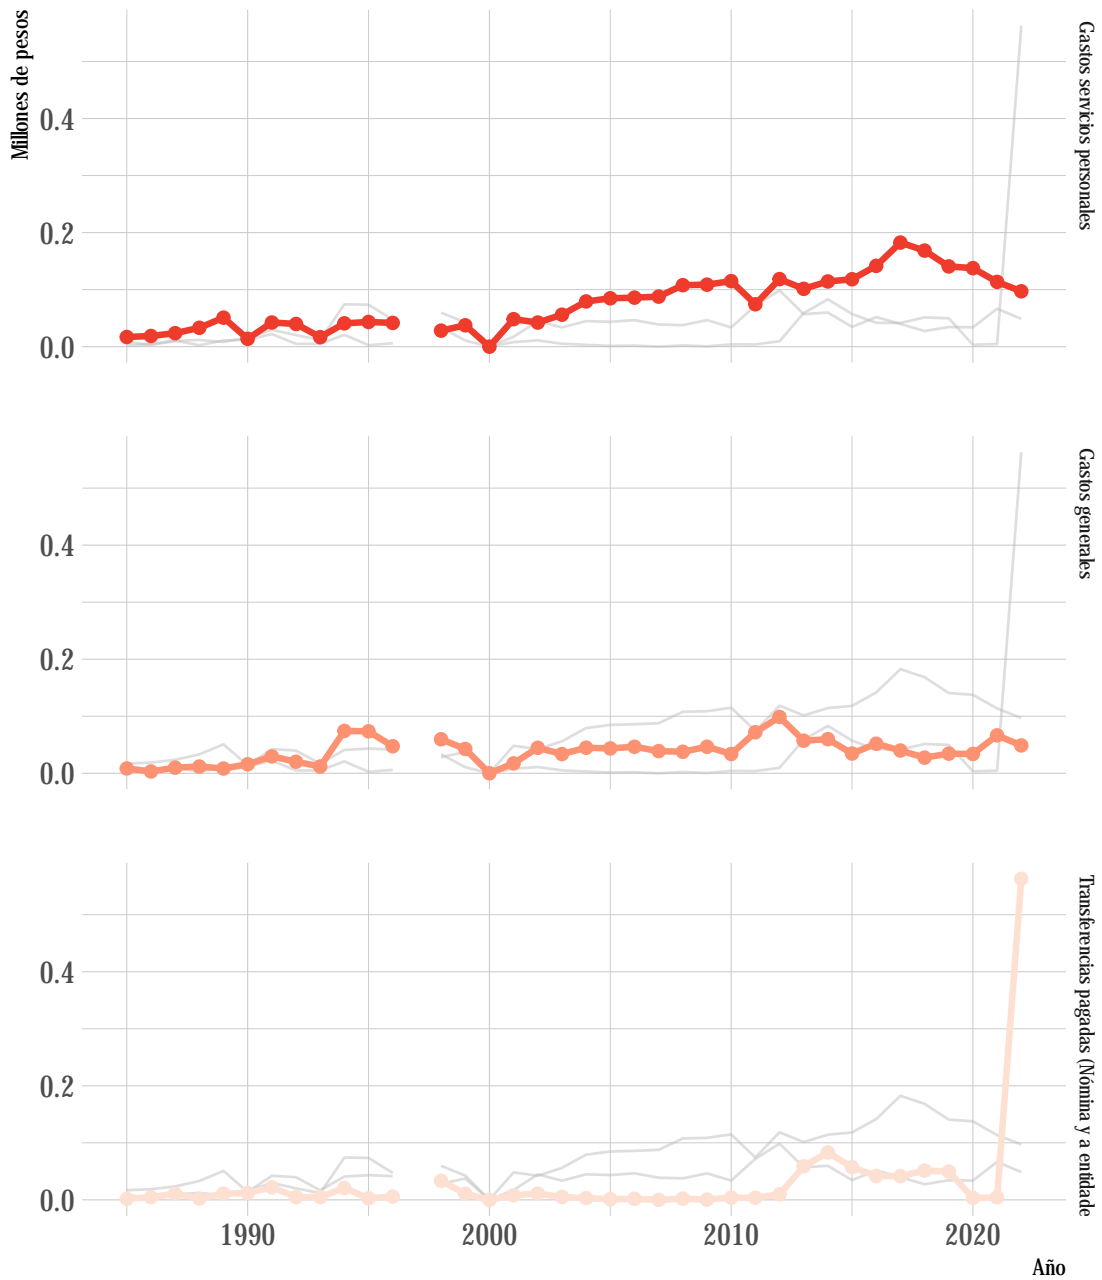 Millones de pesos
0.4
0.2
0.0
Gastos servicios personales
0.4
0.2
0.0
Gastos generales
0.4
0.2
0.0
Transferencias pagadas (Nómina y a entidade
1990
2000
2010
2020
Año